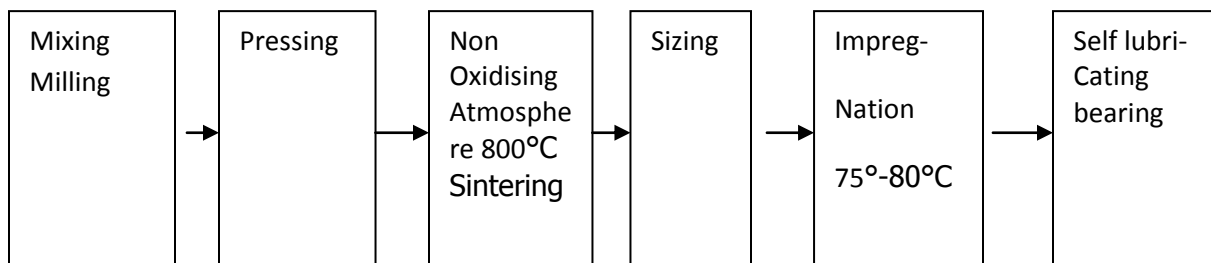 Mixing
Milling
Pressing
Non
Oxidising
Atmosphe
re 800°C
Sintering
Sizing
Impreg-
Nation
75°-80°C
Self lubri-
Cating
bearing